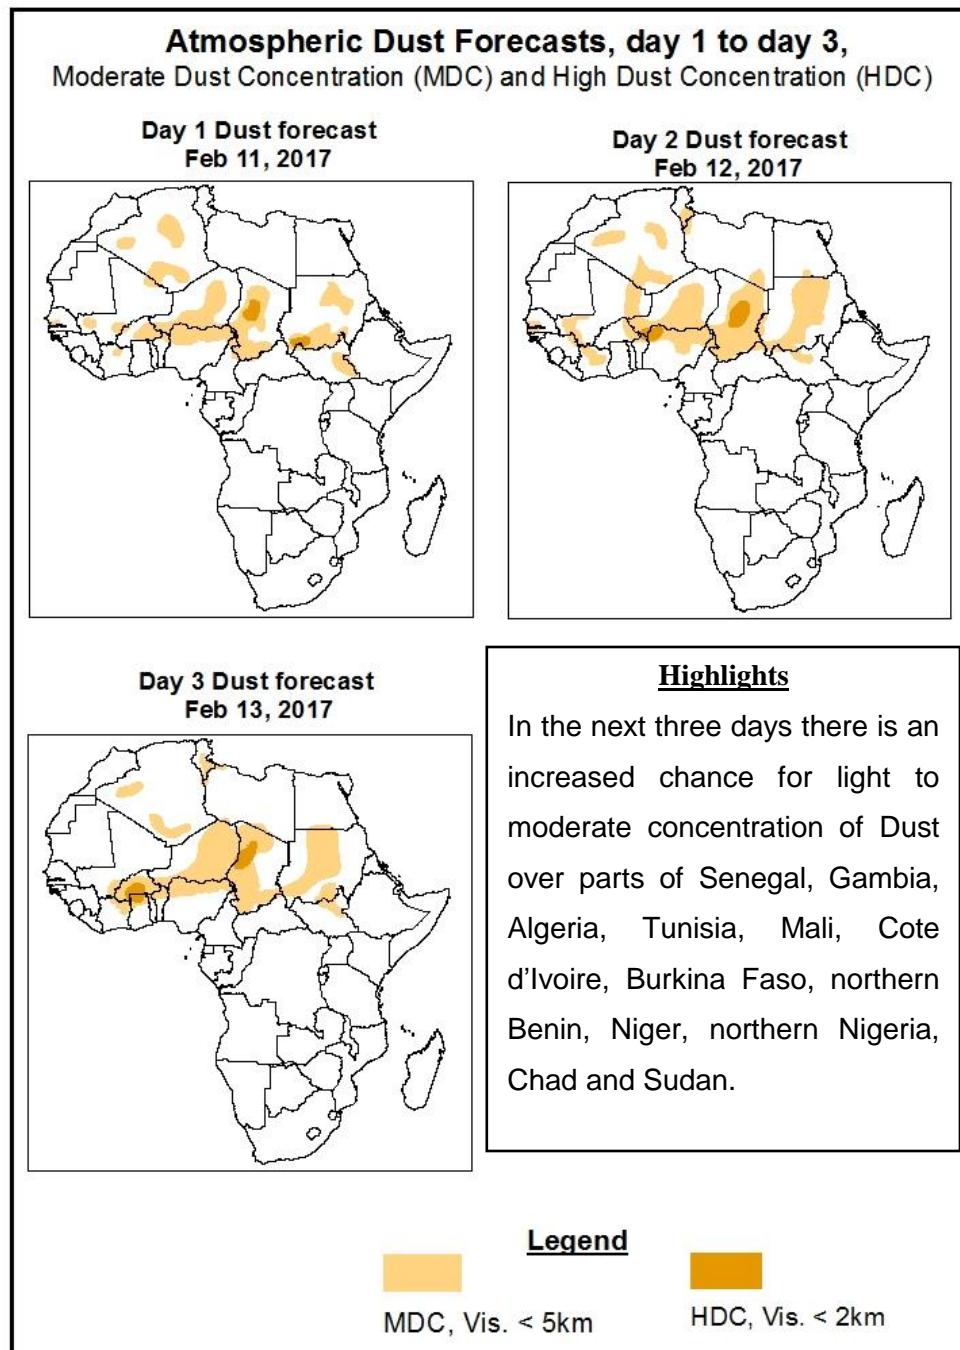 Atmospheric Dust Forecasts, day 1 to day 3,
Moderate Dust Concentration (MDC) and High Dust Concentration (HDC)
Day 1 Dust forecast
Feb 11, 2017
Day 2 Dust forecast
Feb 12, 2017
Day 3 Dust forecast
Feb 13, 2017
Highlights
In the next three days there is an
increased chance for light to
moderate concentration of Dust
over parts of Senegal, Gambia,
Algeria, Tunisia, Mali, Cote
d’Ivoire, Burkina Faso, northern
Benin, Niger, northern Nigeria,
Chad and Sudan.
Legend
MDC, Vis. < 5km
HDC, Vis. < 2km